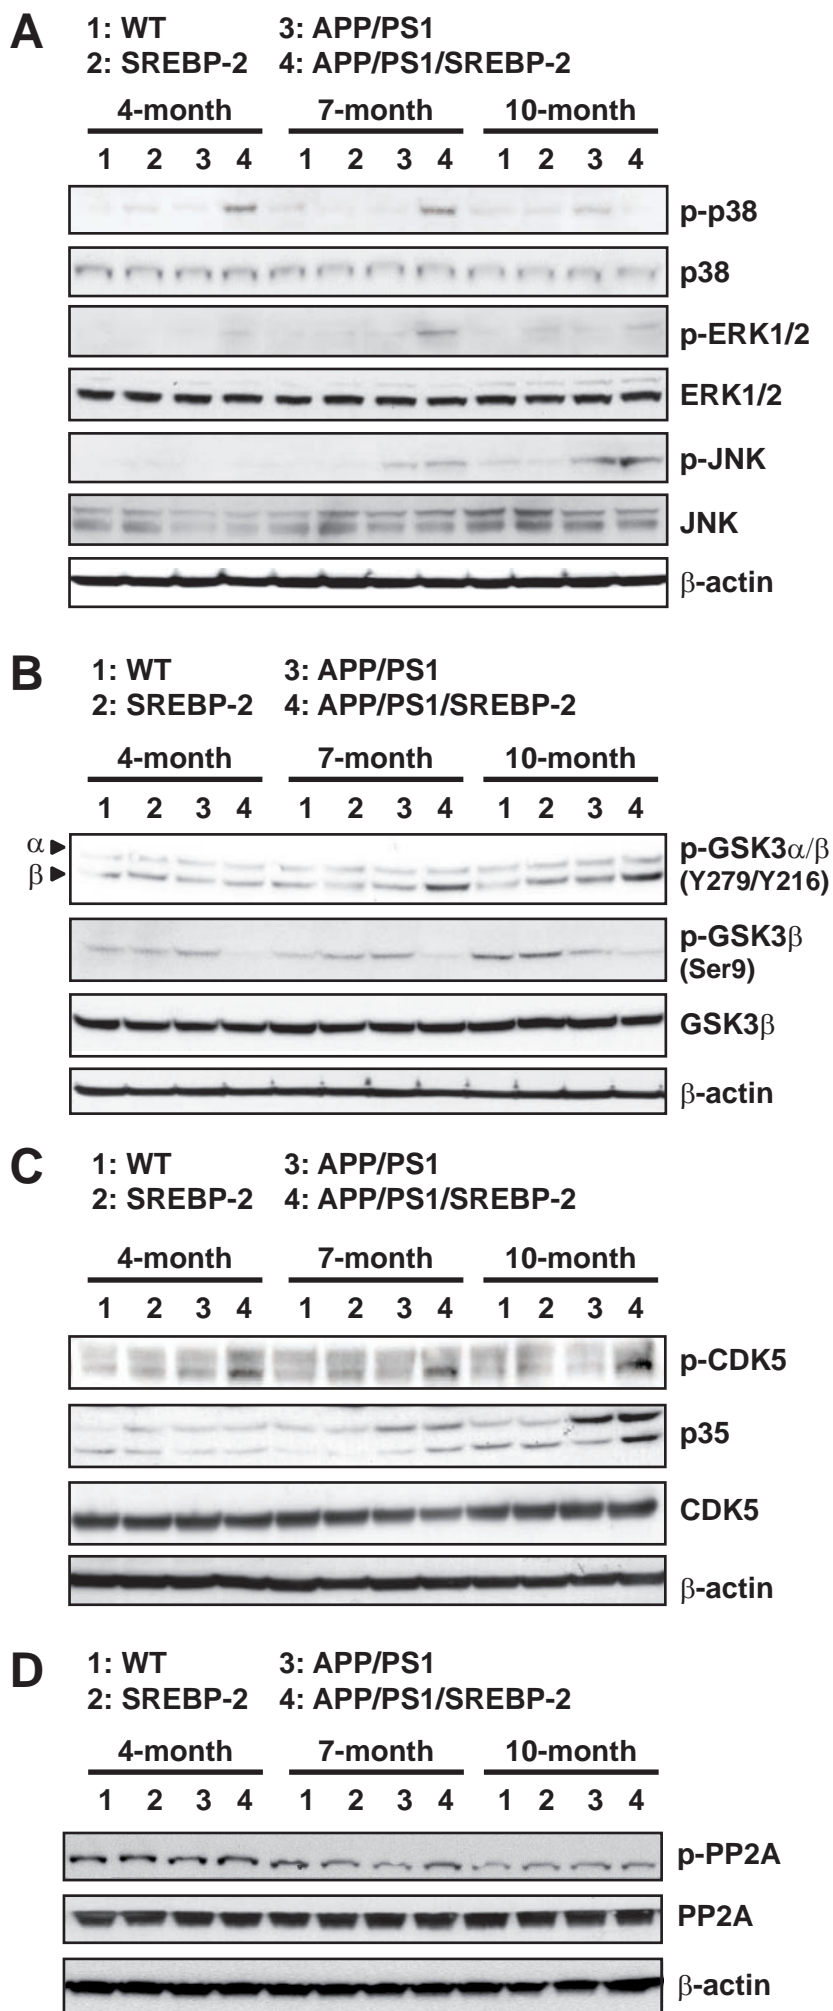 A
1: WT 3: APP/PS1
2: SREBP-2 4: APP/PS1/SREBP-2
4-month 7-month 10-month
1 2 3 4 1 2 3 4 1 2 3 4
p-p38
p38
p-ERK1/2
ERK1/2
p-JNK
JNK
β-actin
B
1: WT 3: APP/PS1
2: SREBP-2 4: APP/PS1/SREBP-2
4-month 7-month 10-month
1 2 3 4 1 2 3 4 1 2 3 4
α
β
p-GSK3α/β
(Y279/Y216)
p-GSK3β
(Ser9)
GSK3β
β-actin
C
1: WT 3: APP/PS1
2: SREBP-2 4: APP/PS1/SREBP-2
4-month 7-month 10-month
1 2 3 4 1 2 3 4 1 2 3 4
p-CDK5
p35
CDK5
β-actin
D
1: WT 3: APP/PS1
2: SREBP-2 4: APP/PS1/SREBP-2
4-month 7-month 10-month
1 2 3 4 1 2 3 4 1 2 3 4
p-PP2A
PP2A
β-actin